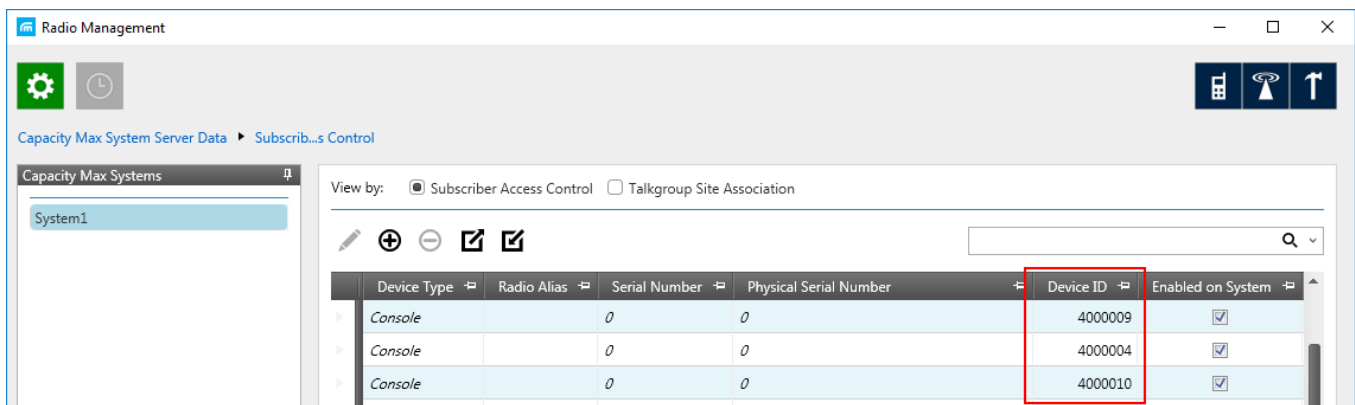 Radio Management
Capacity Max System Server Data Subscrib...s Control
Capacity Max Systems
System1
View by: Subscriber Access Control Talkgroup Site Association
Device Type Radio Alias Serial Number Physical Serial Number Device ID Enabled on System
Console 0 0 4000009
Console 0 0 4000004
Console 0 0 4000010